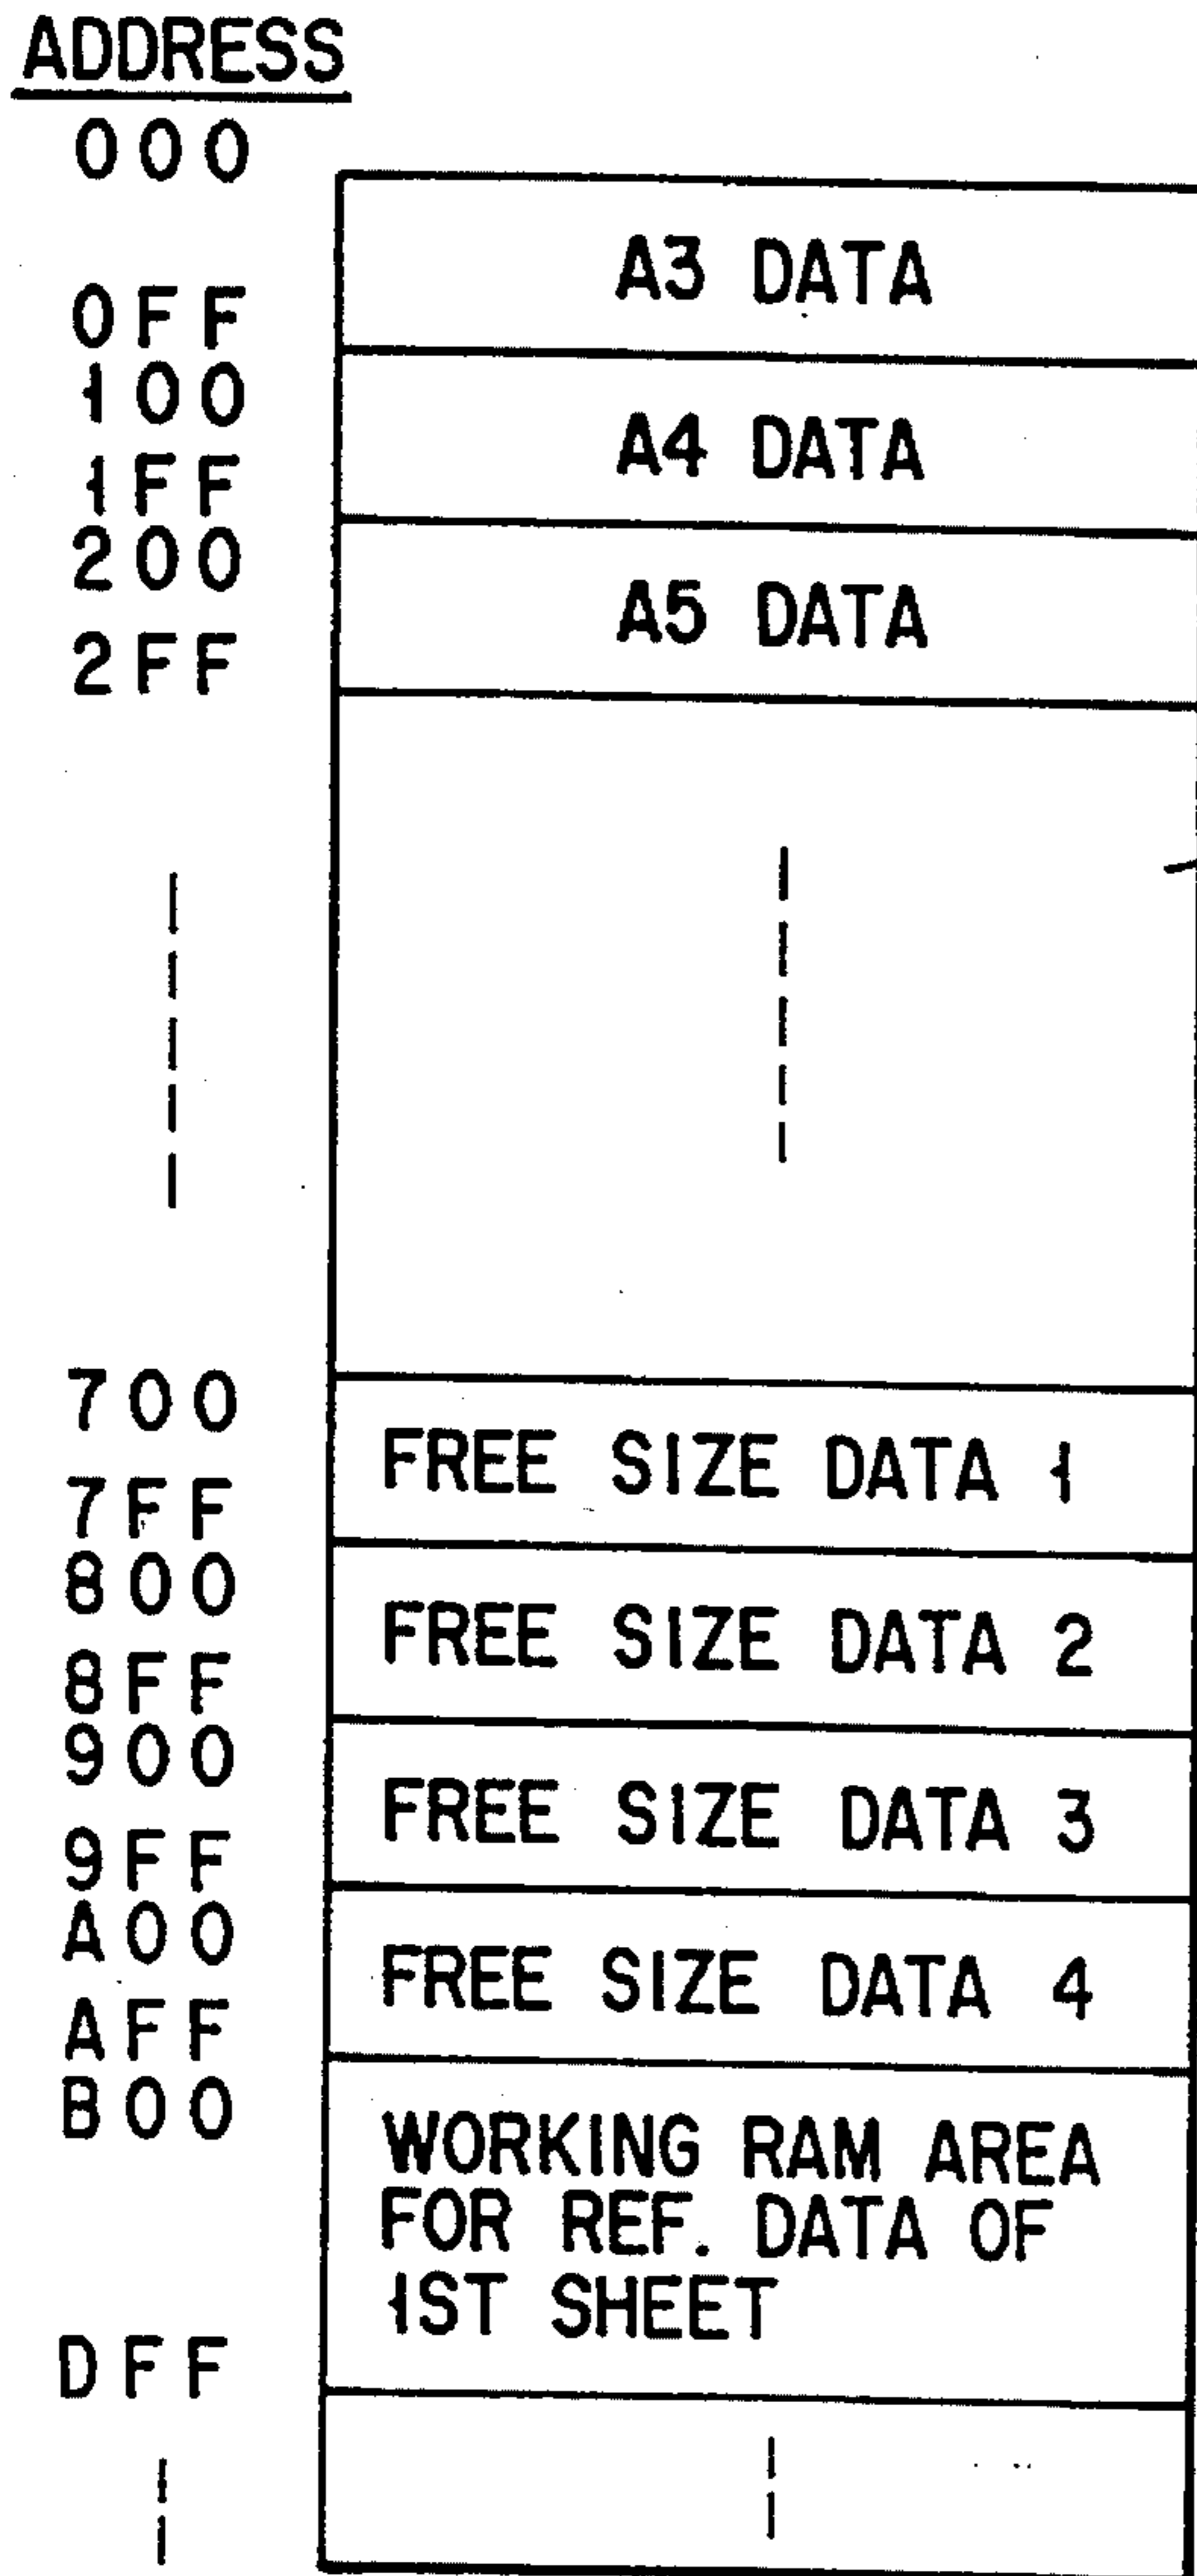 ADDRESS
000
A3 DATA
0FF
100
A4 DATA
1FF
200
A5 DATA
2FF
700
FREE SIZE DATA 1
7FF
800
FREE SIZE DATA 2
8FF
900
FREE SIZE DATA 3
9FF
A00
FREE SIZE DATA 4
AFF
B00
WORKING RAM AREA
FOR REF. DATA OF
1ST SHEET
DFF